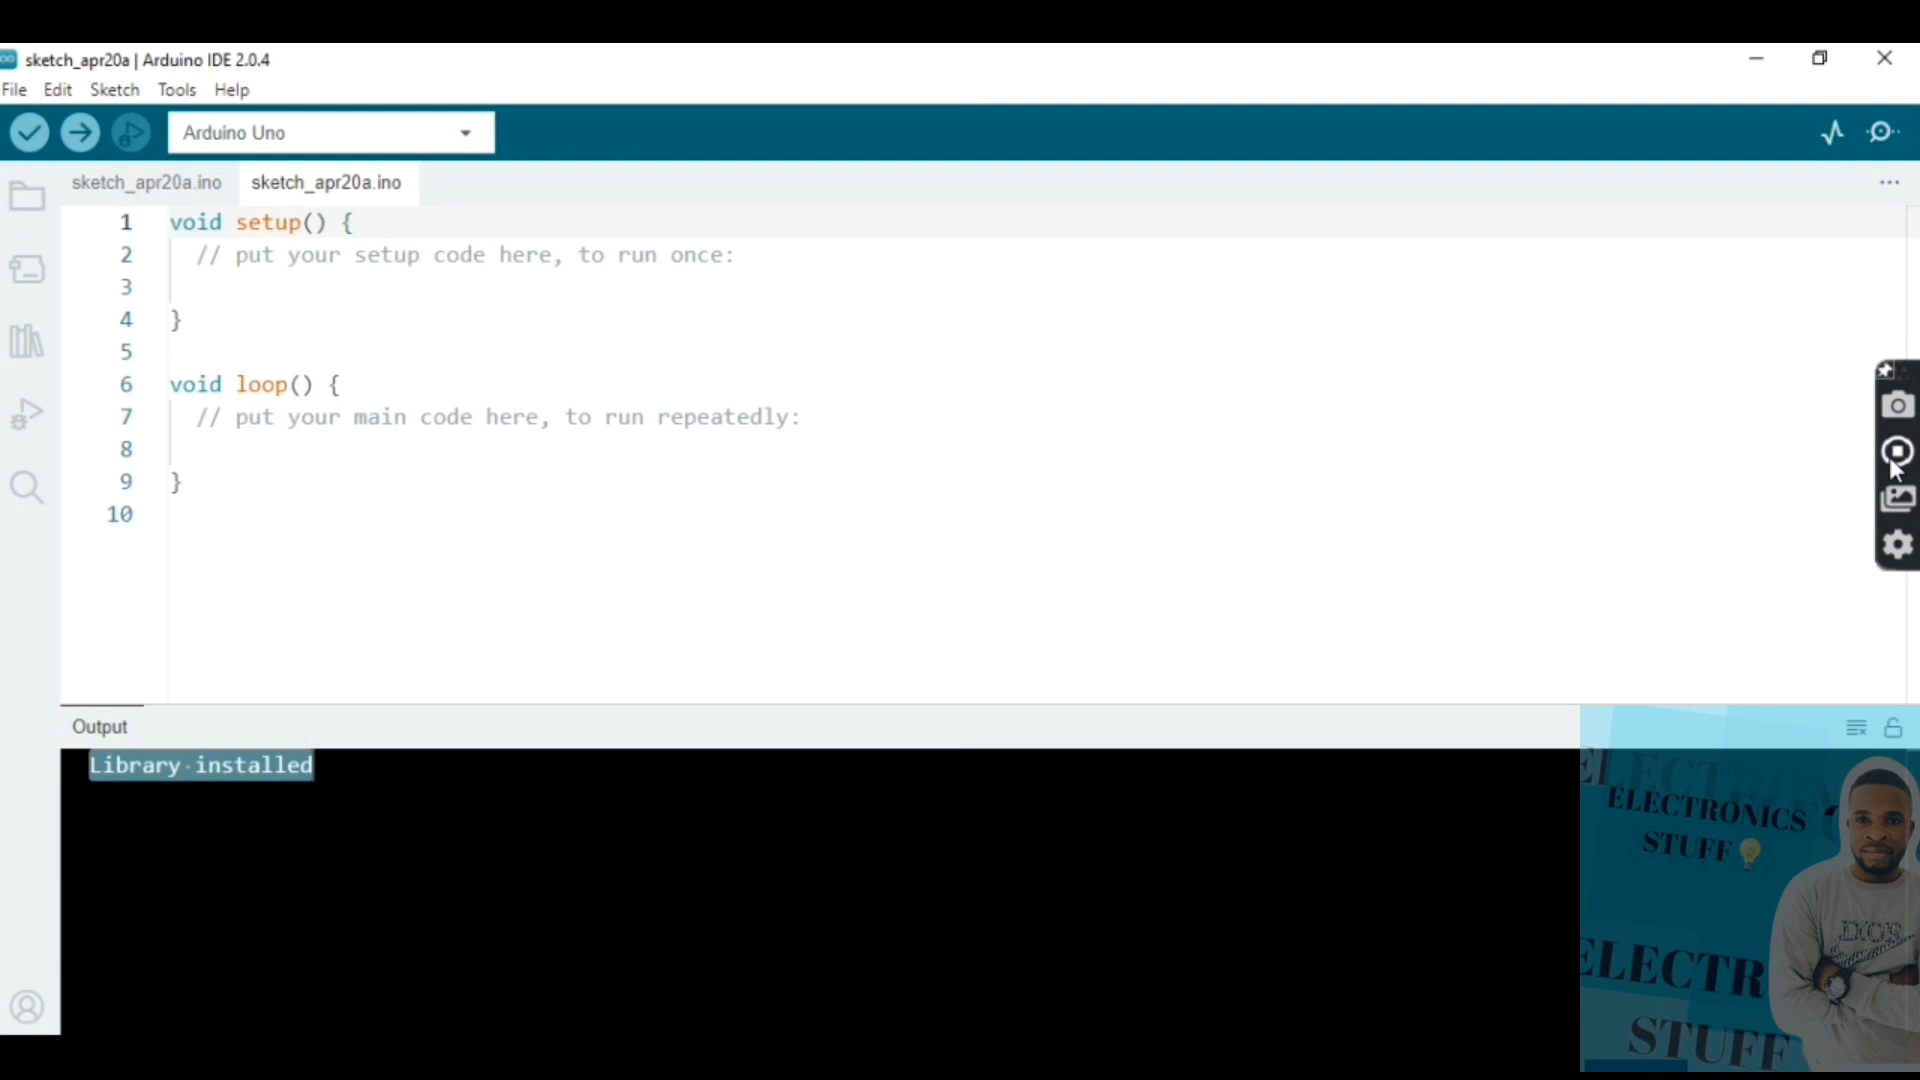 sketch_apr20a | Arduino IDE 2.0.4
File Edit Sketch Tools Help
Arduino Uno
sketch_apr20a.ino sketch_apr20a.ino
1 void setup() {
2 // put your setup code here, to run once:
3
4 }
5
6 void loop() {
7 // put your main code here, to run repeatedly:
8
9 }
10
Output
Library installed
ELECTRON
ELECTRONICS
STUFF
DIOR
ELECTR
STUFF